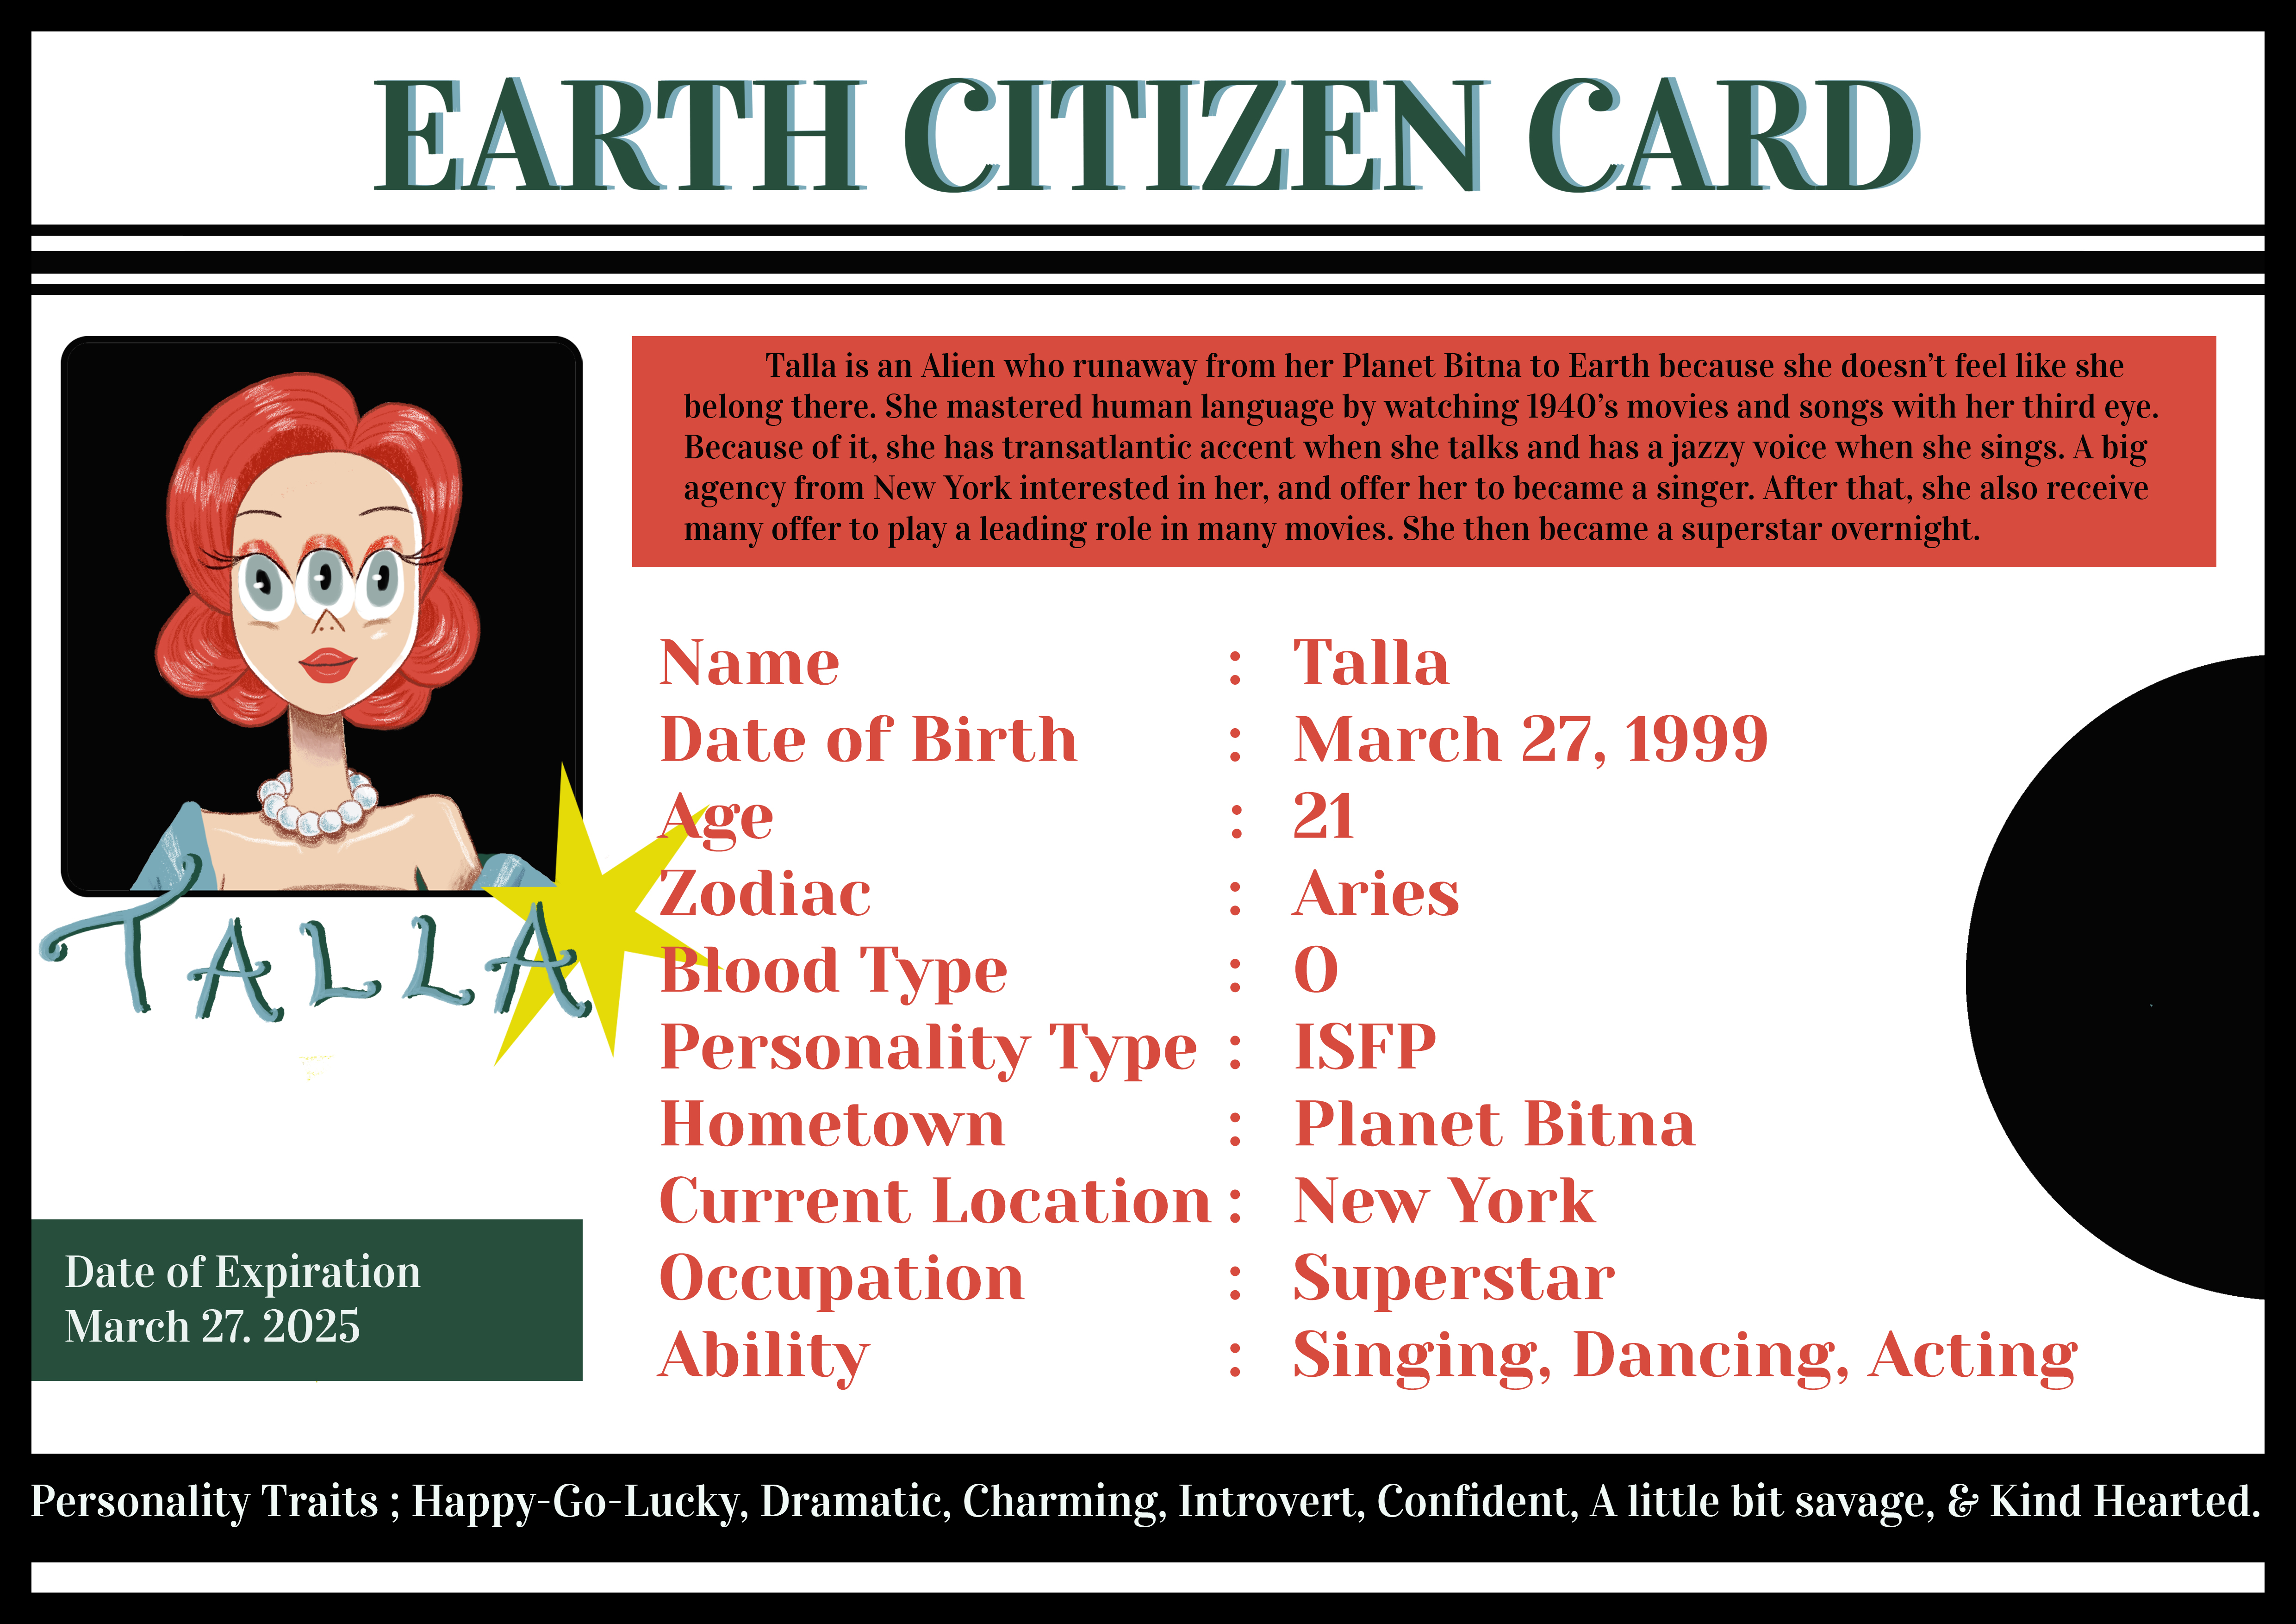 EARTH CITIZEN CARD
Talla is an Alien who runaway from her Planet Bitna to Earth because she doesn’t feel like she
belong there. She mastered human language by watching 1940’s movies and songs with her third eye.
Because of it, she has transatlantic accent when she talks and has a jazzy voice when she sings. A big
agency from New York interested in her, and offer her to became a singer. After that, she also receive
many offer to play a leading role in many movies. She then became a superstar overnight.
Name : Talla
Date of Birth : March 27, 1999
Age : 21
Zodiac : Aries
Blood Type : O
Personality Type : ISFP
Hometown : Planet Bitna
Current Location : New York
Occupation : Superstar
Ability : Singing, Dancing, Acting
TALLA
Date of Expiration
March 27. 2025
Personality Traits ; Happy-Go-Lucky, Dramatic, Charming, Introvert, Confident, A little bit savage, & Kind Hearted.